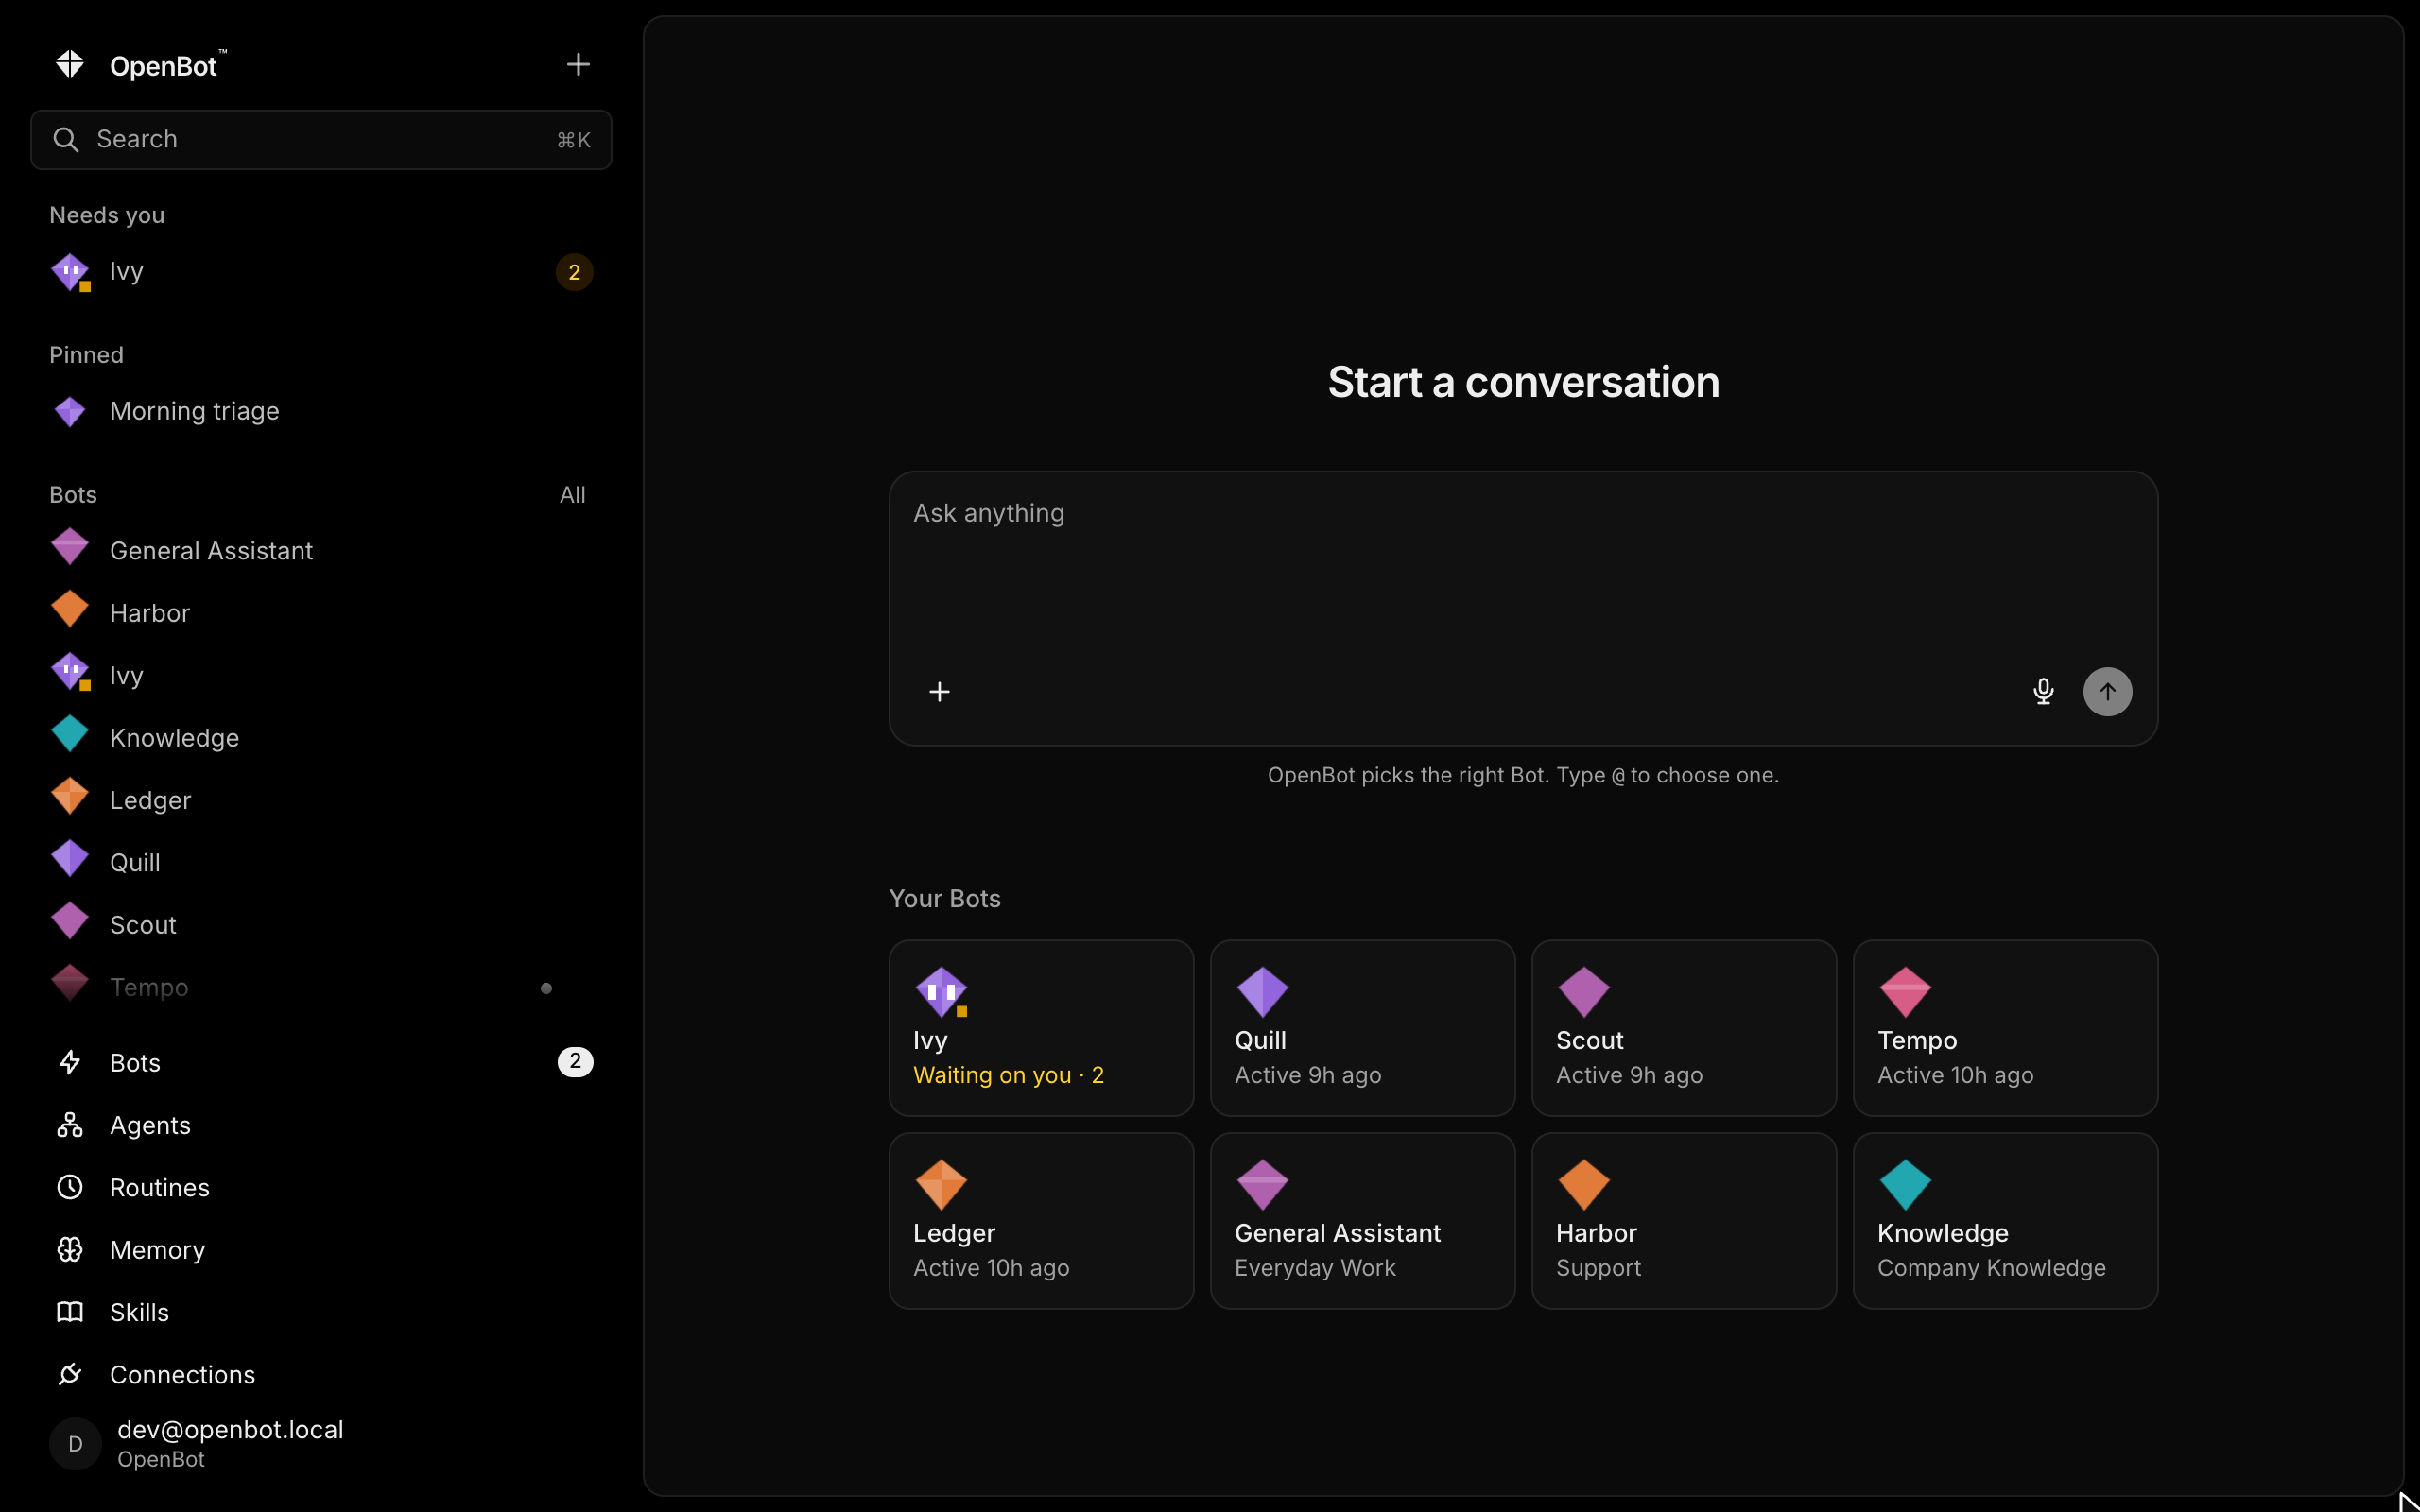 OpenBot™
Search ⌘K
Needs you
Ivy 2
Pinned
Morning triage
Bots All
General Assistant
Harbor
Ivy
Knowledge
Ledger
Quill
Scout
Tempo
Bots 2
Agents
Routines
Memory
Skills
Connections
D
dev@openbot.local
OpenBot
Start a conversation
Ask anything
OpenBot picks the right Bot. Type @ to choose one.
Your Bots
Ivy
Waiting on you · 2
Quill
Active 9h ago
Scout
Active 9h ago
Tempo
Active 10h ago
Ledger
Active 10h ago
General Assistant
Everyday Work
Harbor
Support
Knowledge
Company Knowledge